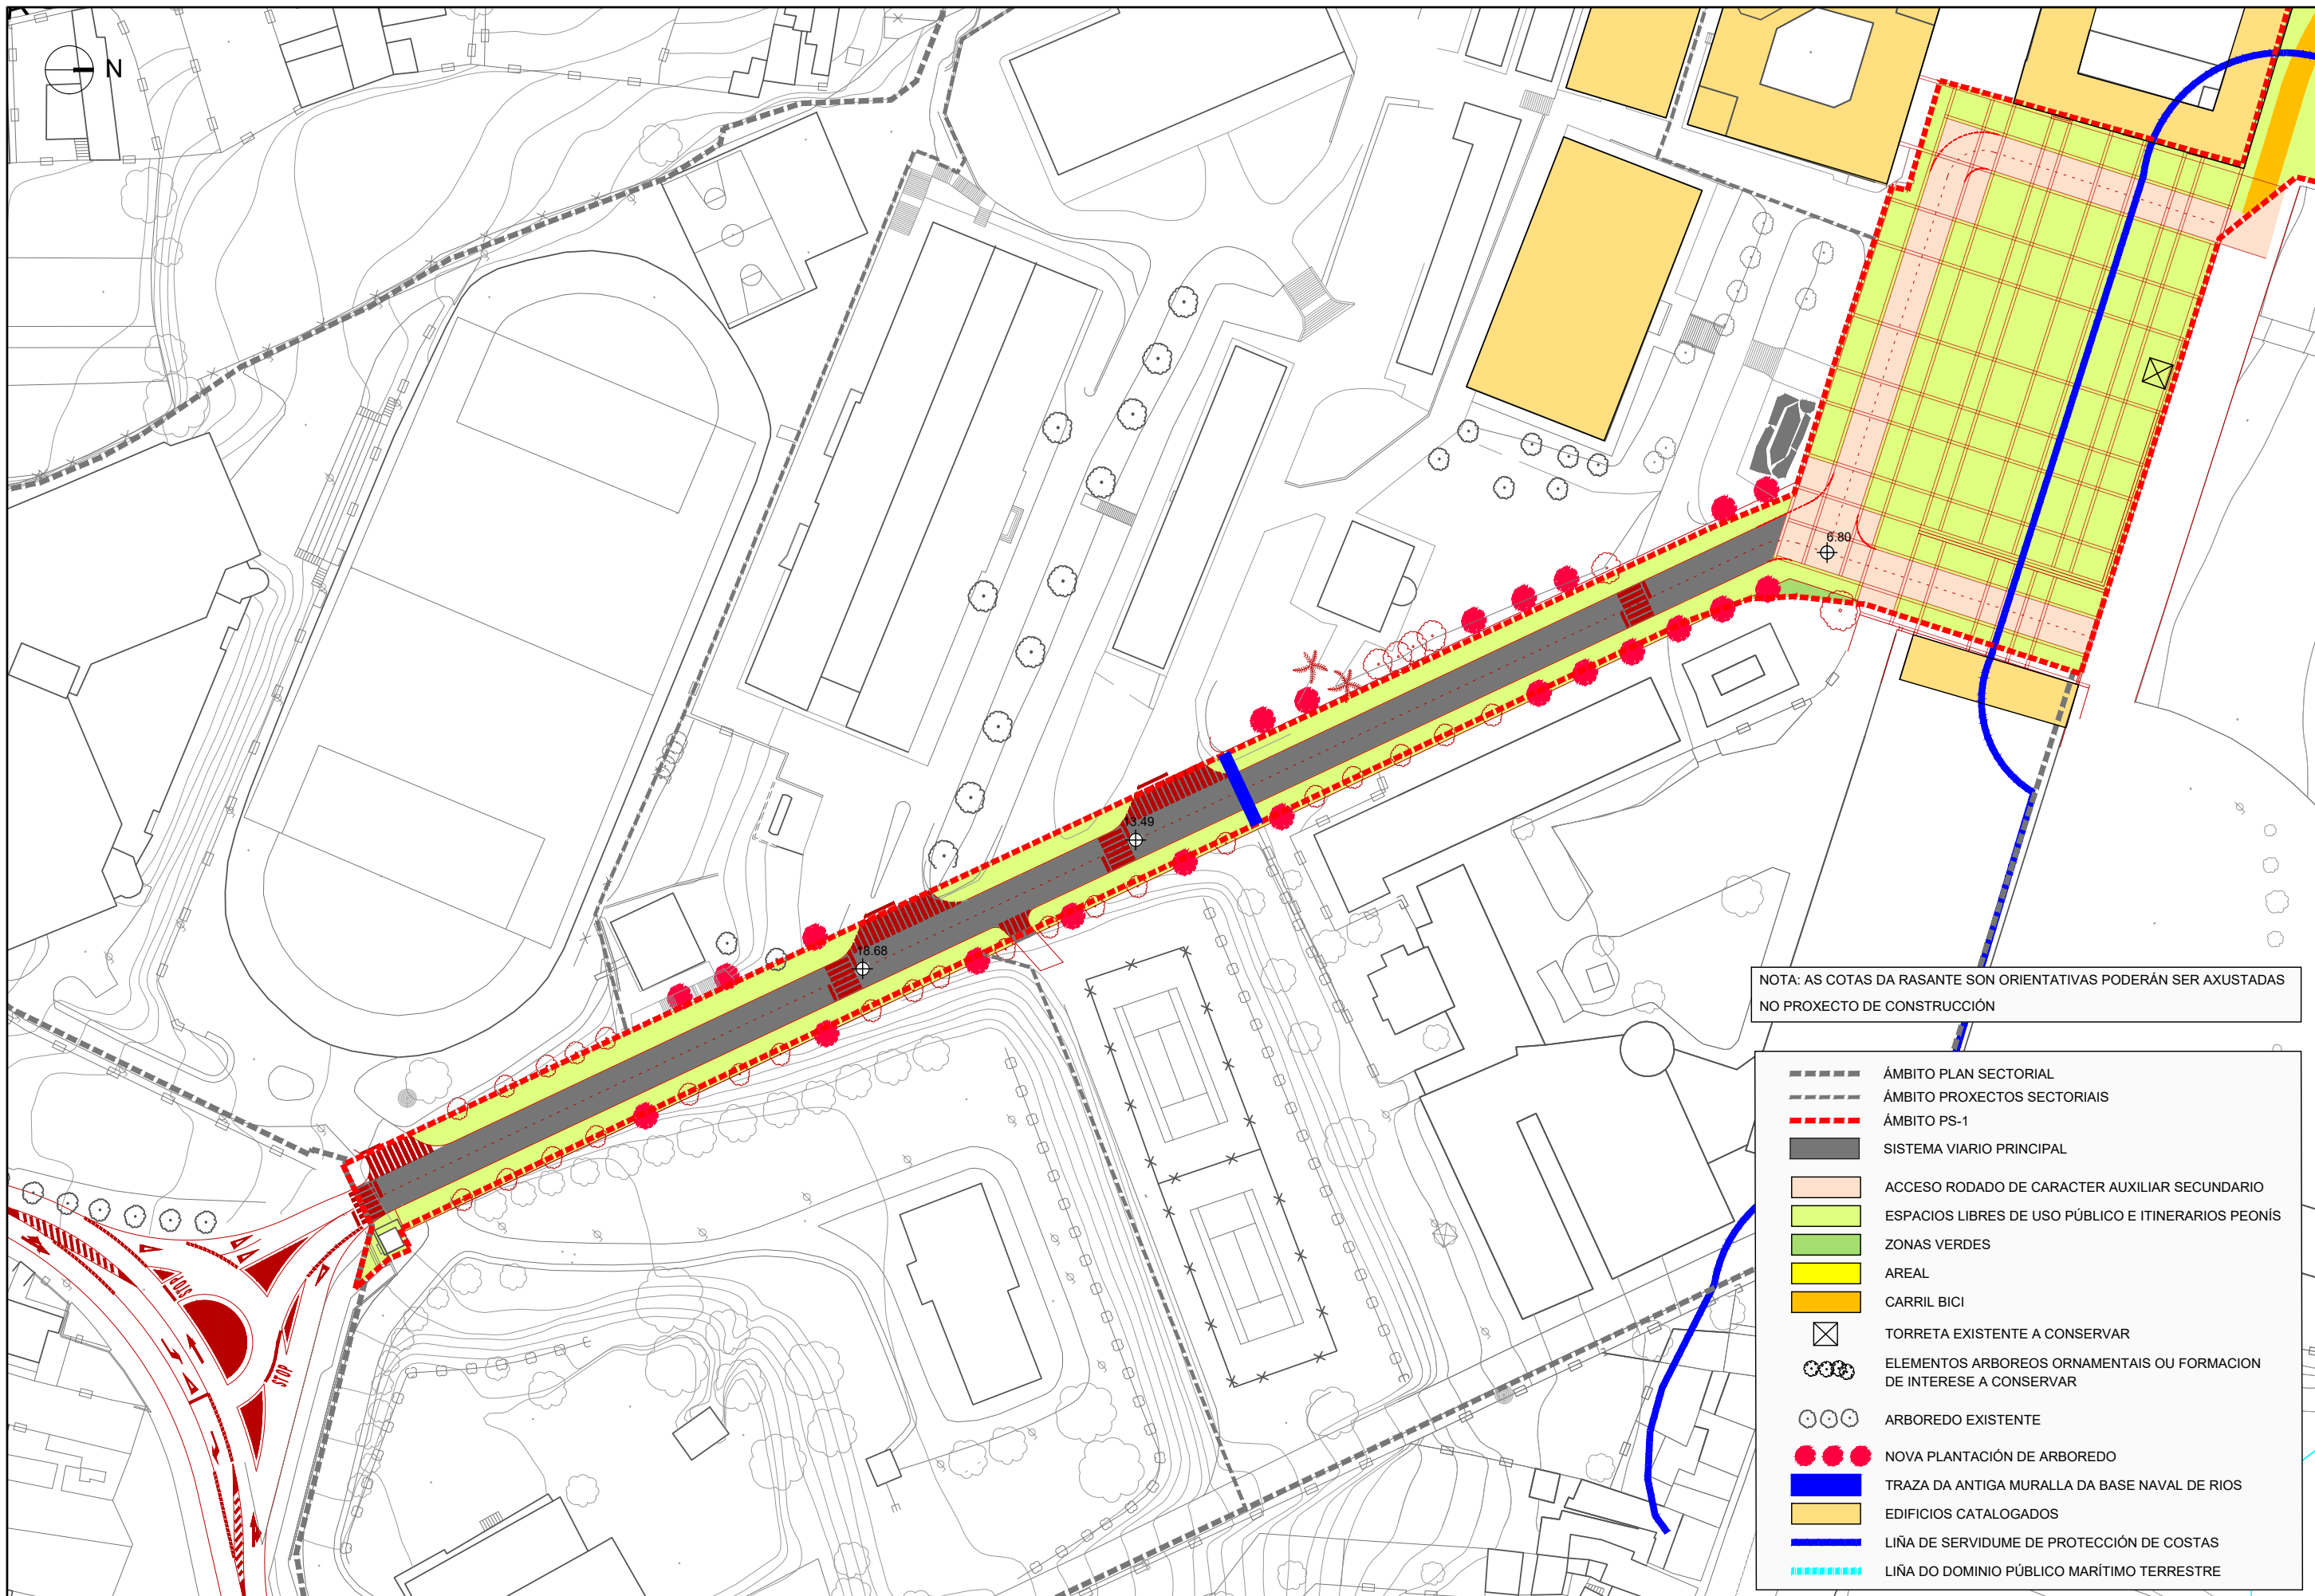 N
6.80
13.49
18.68
STOP
STOP
NOTA: AS COTAS DA RASANTE SON ORIENTATIVAS PODERÁN SER AXUSTADAS
NO PROXECTO DE CONSTRUCCIÓN
ÁMBITO PLAN SECTORIAL
ÁMBITO PROXECTOS SECTORIAIS
ÁMBITO PS-1
SISTEMA VIARIO PRINCIPAL
ACCESO RODADO DE CARACTER AUXILIAR SECUNDARIO
ESPACIOS LIBRES DE USO PÚBLICO E ITINERARIOS PEONÍS
ZONAS VERDES
AREAL
CARRIL BICI
TORRETA EXISTENTE A CONSERVAR
ELEMENTOS ARBOREOS ORNAMENTAIS OU FORMACION
DE INTERESE A CONSERVAR
ARBOREDO EXISTENTE
NOVA PLANTACIÓN DE ARBOREDO
TRAZA DA ANTIGA MURALLA DA BASE NAVAL DE RIOS
EDIFICIOS CATALOGADOS
LIÑA DE SERVIDUME DE PROTECCIÓN DE COSTAS
LIÑA DO DOMINIO PÚBLICO MARÍTIMO TERRESTRE